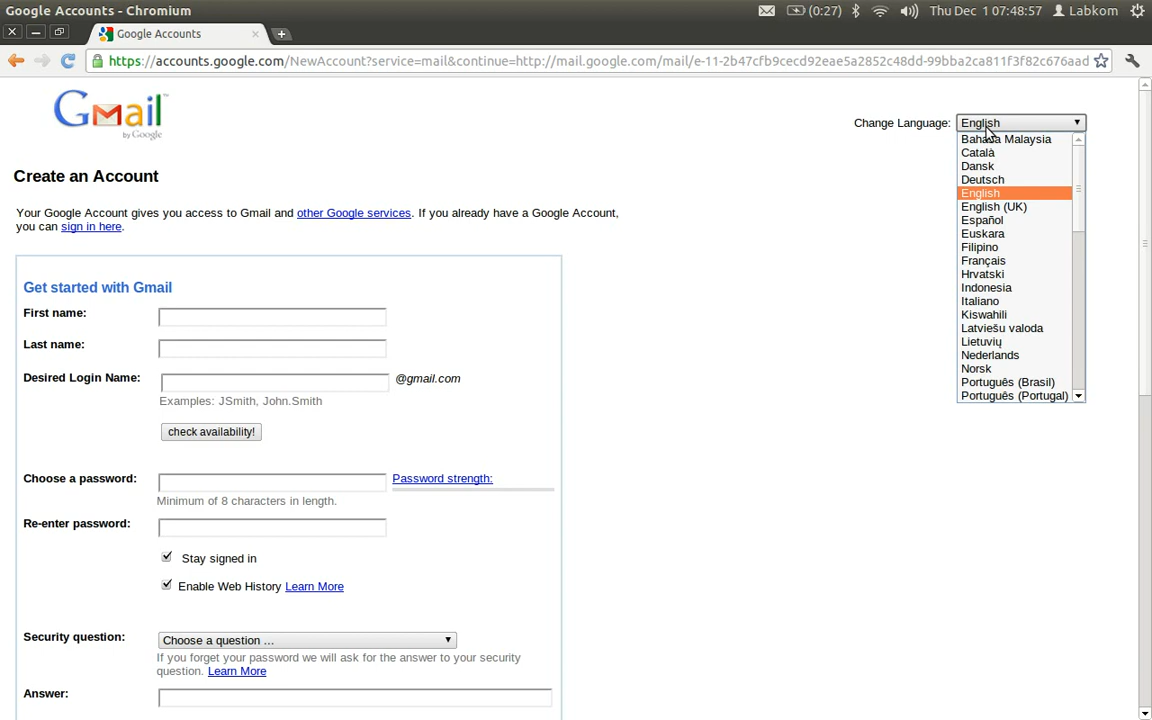 Google Accounts - Chromium
(0:27)
Thu Dec 1 07:48:57
Labkom
Google Accounts
https://accounts.google.com/NewAccount?service=mail&continue=http://mail.google.com/mail/e-11-2b47cfb9cecd92eae5a2852c48dd-99bba2ca811f3f82c676aad
Gmail
by Google
Change Language: English
Bahasa Malaysia
Català
Dansk
Deutsch
English
English (UK)
Español
Euskara
Filipino
Français
Hrvatski
Indonesia
Italiano
Kiswahili
Latviešu valoda
Lietuvių
Nederlands
Norsk
Português (Brasil)
Português (Portugal)
Create an Account
Your Google Account gives you access to Gmail and other Google services. If you already have a Google Account,
you can sign in here.
Get started with Gmail
First name:
Last name:
Desired Login Name: @gmail.com
Examples: JSmith, John.Smith
check availability!
Choose a password: Password strength:
Minimum of 8 characters in length.
Re-enter password:
Stay signed in
Enable Web History Learn More
Security question: Choose a question ...
If you forget your password we will ask for the answer to your security
question. Learn More
Answer: